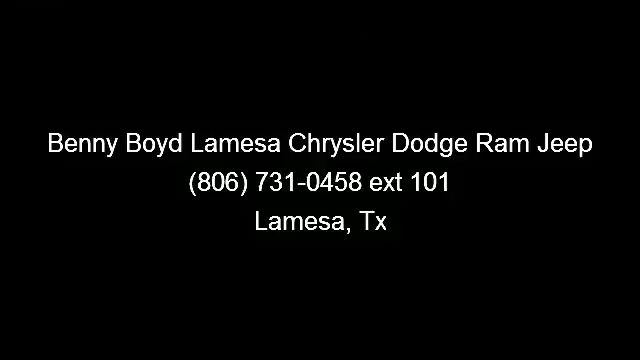 Benny Boyd Lamesa Chrysler Dodge Ram Jeep
(806) 731-0458 ext 101
Lamesa, Tx